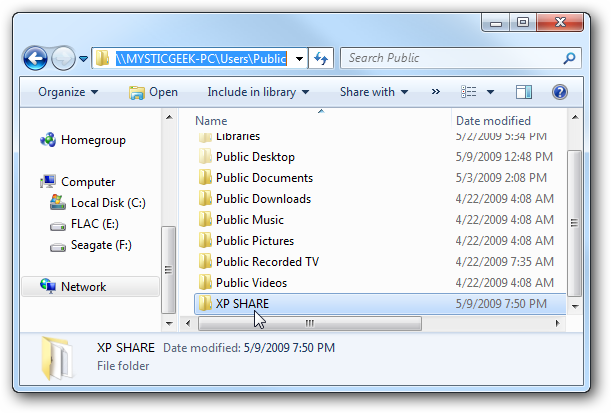 \\MYSTICGEEK-PC\Users\Public
Search Public
Organize
Open
Include in library
Share with
»
?
Homegroup
Computer
Local Disk (C:)
FLAC (E:)
Seagate (F:)
Network
Name Date modified
Libraries 5/2/2009 5:34 PM
Public Desktop 5/9/2009 12:48 PM
Public Documents 5/3/2009 2:08 PM
Public Downloads 4/22/2009 4:08 AM
Public Music 4/22/2009 4:08 AM
Public Pictures 4/22/2009 4:08 AM
Public Recorded TV 4/22/2009 7:35 AM
Public Videos 4/22/2009 4:08 AM
XP SHARE 5/9/2009 7:50 PM
XP SHARE Date modified: 5/9/2009 7:50 PM
File folder